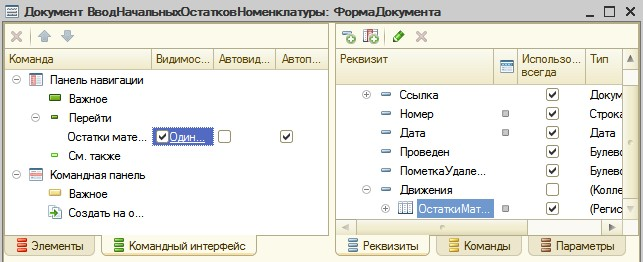 Документ ВводНачальныхОстатковНоменклатуры: ФормаДокумента
Команда Видимос... Автовид... Автоп...
Панель навигации
Важное
Перейти
Остатки мате... Один...
См. также
Командная панель
Важное
Создать на о...
Элементы Командный интерфейс
Реквизит Использо... всегда Тип
Ссылка Докум
Номер Строка
Дата Дата
Проведен Булево
ПометкаУдале... Булево
Движения (Колле
ОстаткиМат... (Регис
Реквизиты Команды Параметры